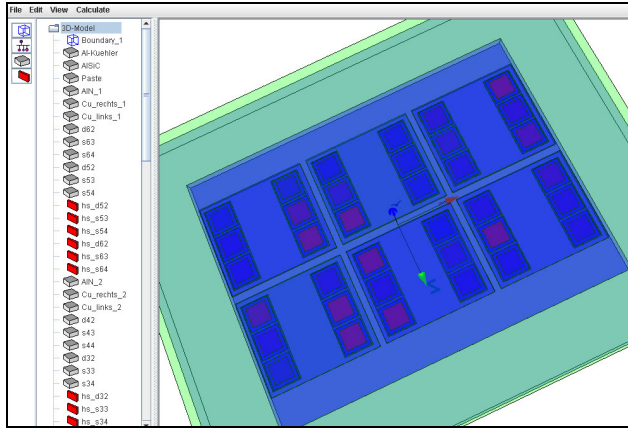 File Edit View Calculate
3D-Model
Boundary_1
Al-Kuehler
AlSiC
Paste
AlN_1
Cu_rechts_1
Cu_links_1
d62
s63
s64
d52
s53
s54
hs_d52
hs_s53
hs_s54
hs_d62
hs_s63
hs_s64
AlN_2
Cu_rechts_2
Cu_links_2
d42
s43
s44
d32
s33
s34
hs_d32
hs_s33
hs_s34